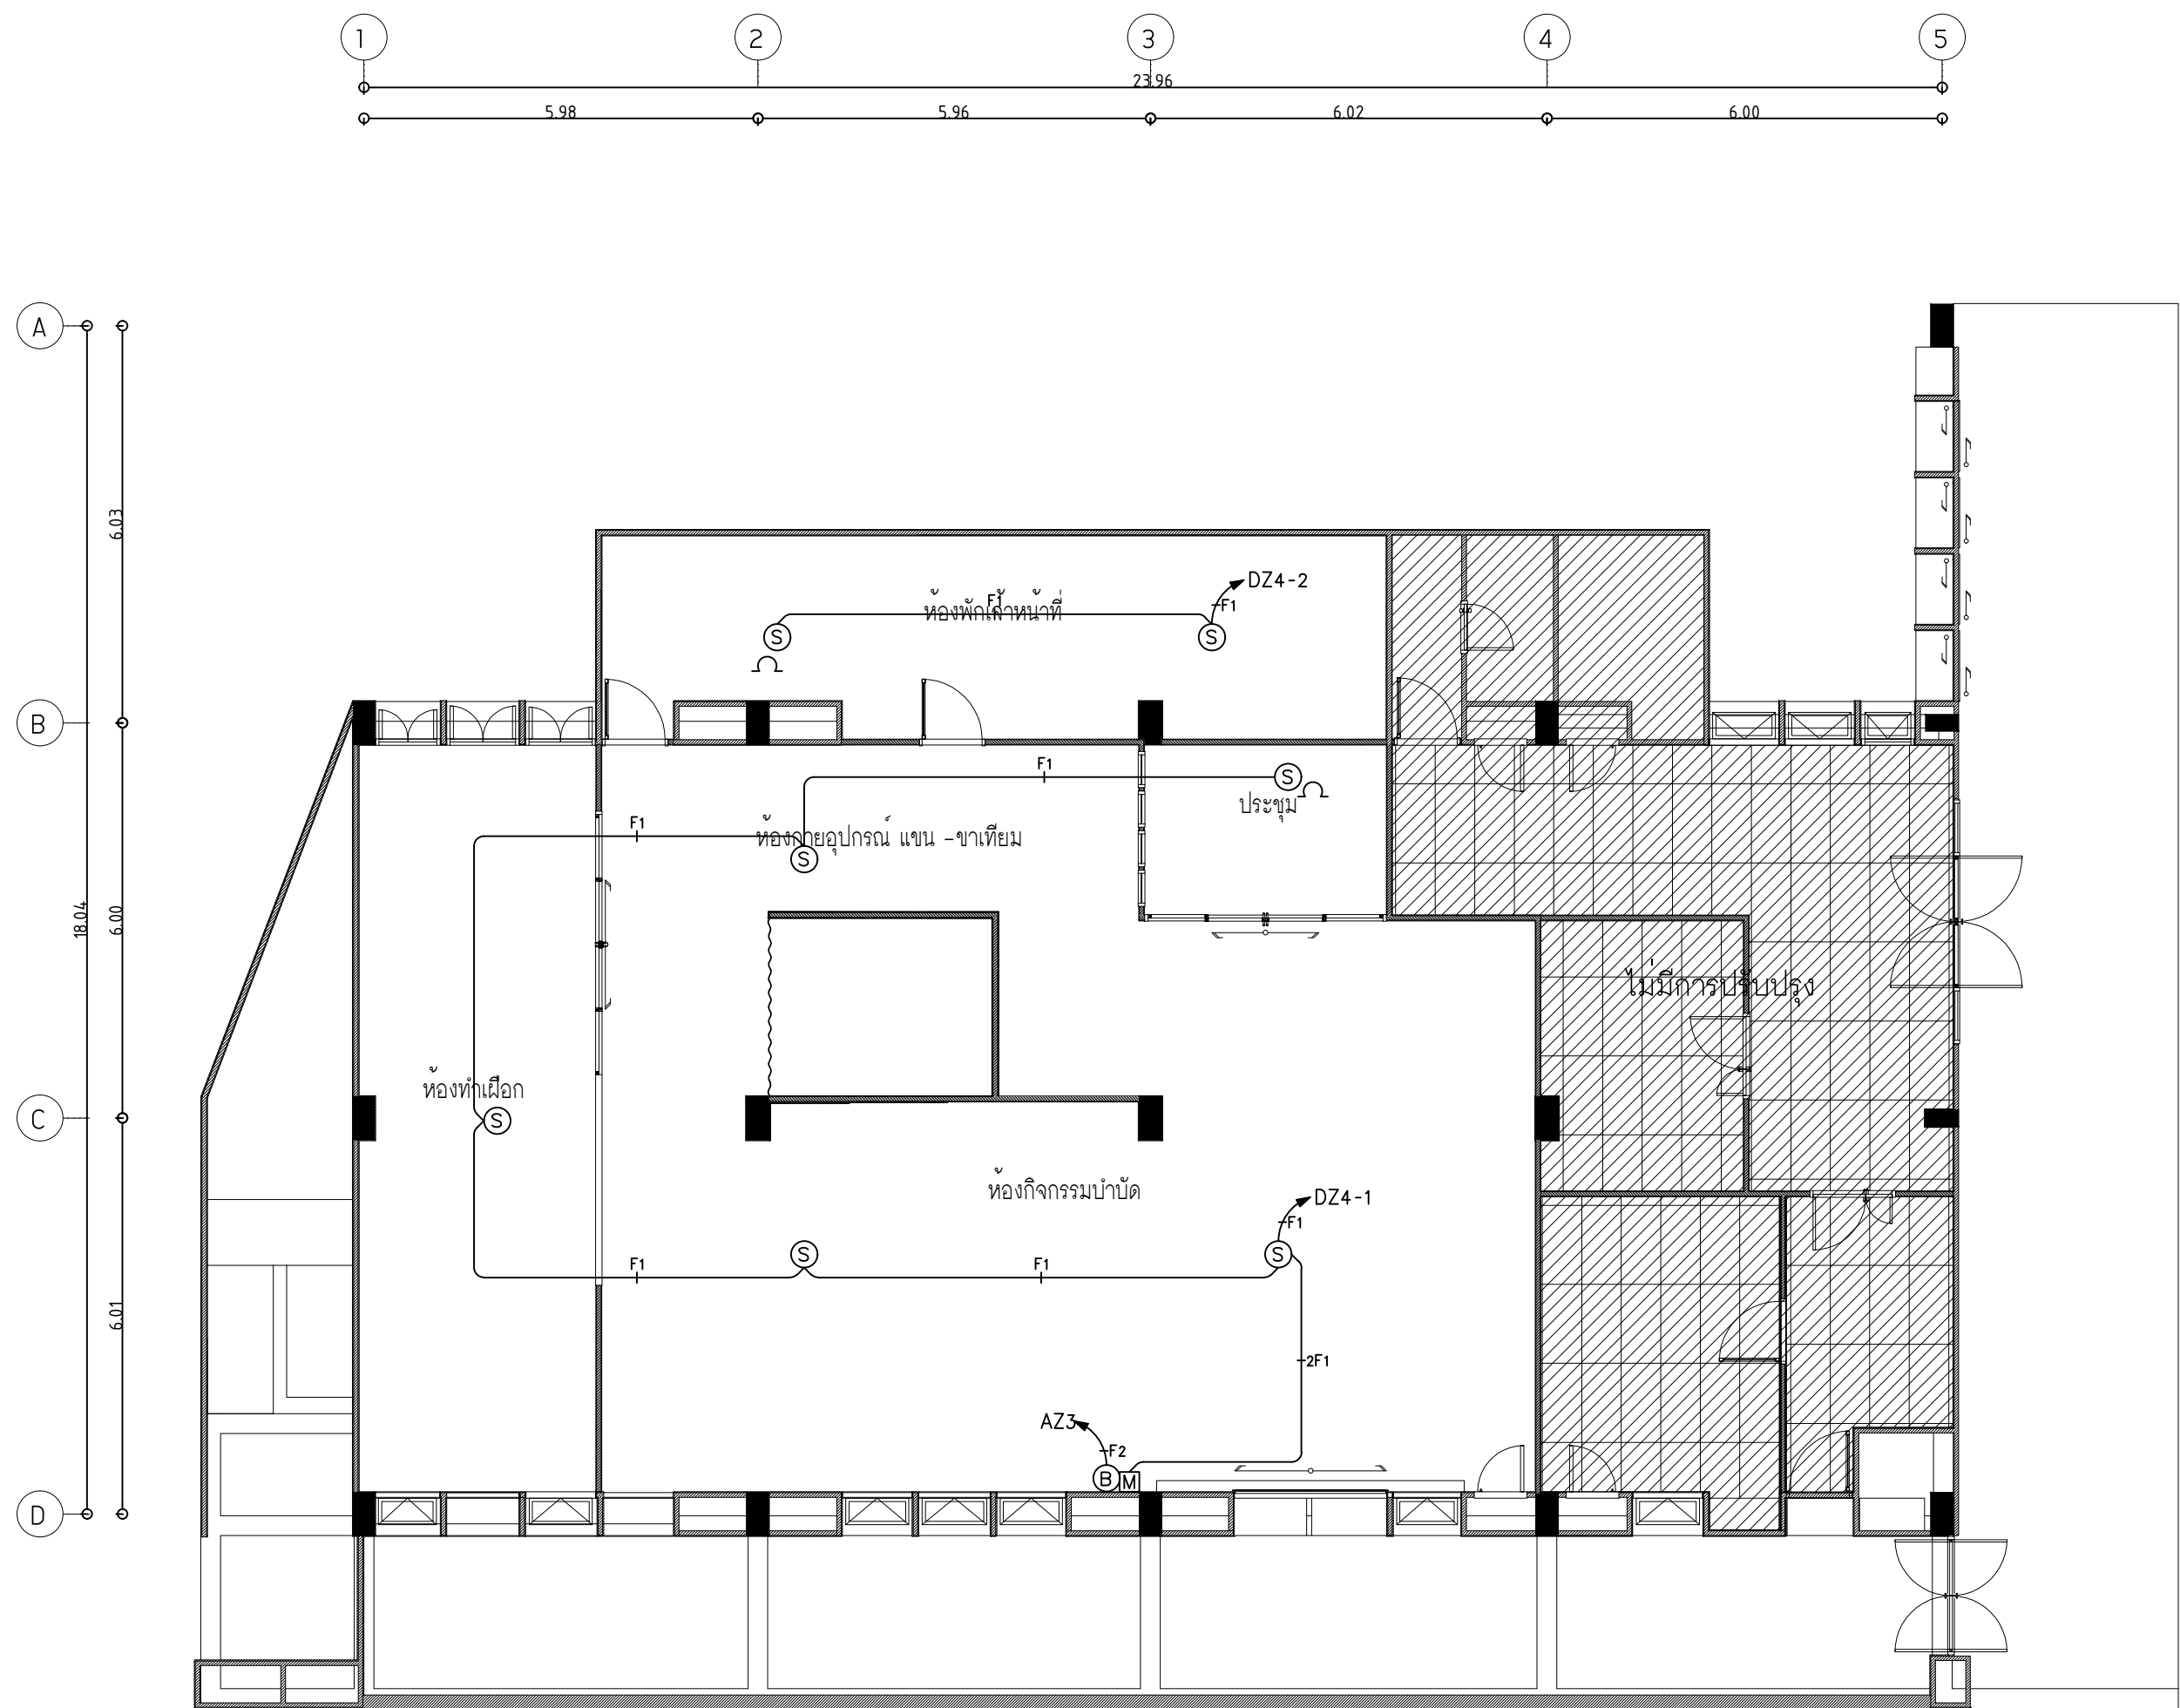 1 2 3 4 5
23.96
5.98 5.96 6.02 6.00
A
6.03
DZ4-2
F1 F1
ห้องพักเจ้าหน้าที่
S S
B
F1
S
ประชุม
F1
ห้องกายอุปกรณ์ แขน -ขาเทียม
S
18.04
6.00
ไม่มีการปรับปรุง
ห้องทำเฝือก
C
S
ห้องกิจกรรมบำบัด
DZ4-1
F1
S S
F1 F1
6.01
2F1
AZ3
F2
B M
D